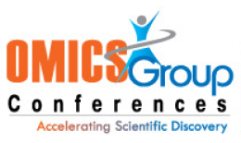 OMICS Group
Conferences
Accelerating Scientific Discovery